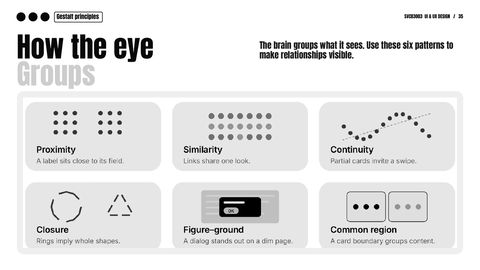 Gestalt principles
SVCB3003 UI & UX DESIGN / 35
How the eye
Groups
The brain groups what it sees. Use these six patterns to
make relationships visible.
Proximity
A label sits close to its field.
Similarity
Links share one look.
Continuity
Partial cards invite a swipe.
Closure
Rings imply whole shapes.
OK
Figure–ground
A dialog stands out on a dim page.
Common region
A card boundary groups content.